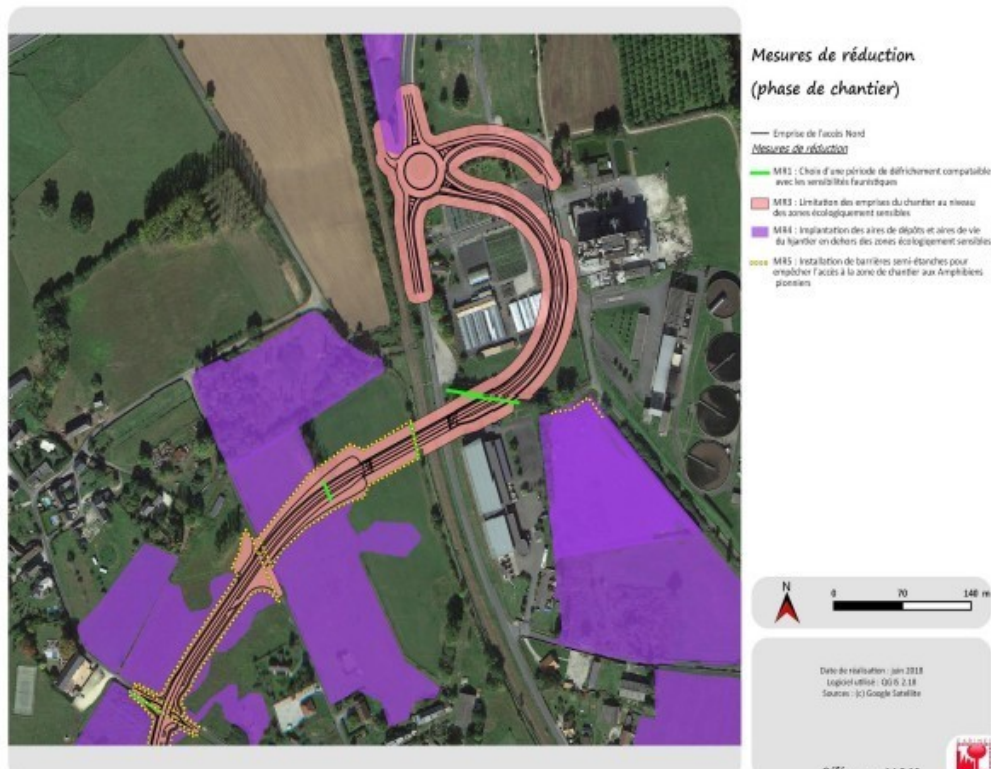 Mesures de réduction
(phase de chantier)
Emprise de l'accès Nord
Mesures de réduction
MR1 : Choix d'une période de défrichement compataible
avec les sensibilités faunistiques
MR3 : Limitation des emprises du chantier au niveau
des zones écologiquement sensibles
MR4 : Implantation des aires de dépôts et aires de vie
du hjantier en dehors des zones écologiqement sensibles
MR5 : Installation de barrières semi-étanches pour
empêcher l'accès à la zone de chantier aux Amphibiens
pionniers
N
0 70 140 m
Date de réalisation : juin 2018
Logiciel utilisé : QGIS 2.18
Sources : (c) Google Satellite